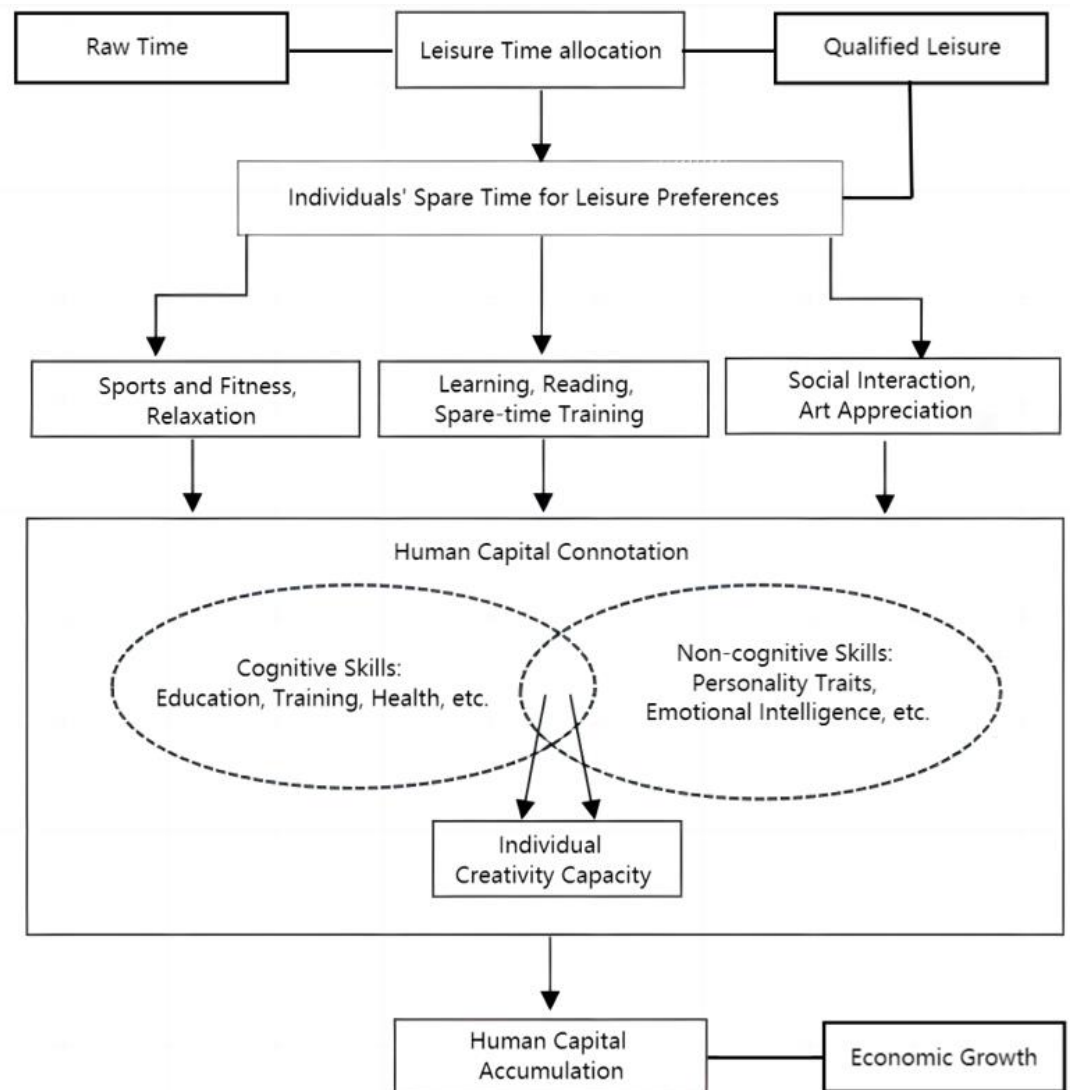 Raw Time
Leisure Time allocation
Qualified Leisure
Individuals' Spare Time for Leisure Preferences
Sports and Fitness,
Relaxation
Learning, Reading,
Spare-time Training
Social Interaction,
Art Appreciation
Human Capital Connotation
Cognitive Skills:
Education, Training, Health, etc.
Non-cognitive Skills:
Personality Traits,
Emotional Intelligence, etc.
Individual
Creativity Capacity
Human Capital
Accumulation
Economic Growth